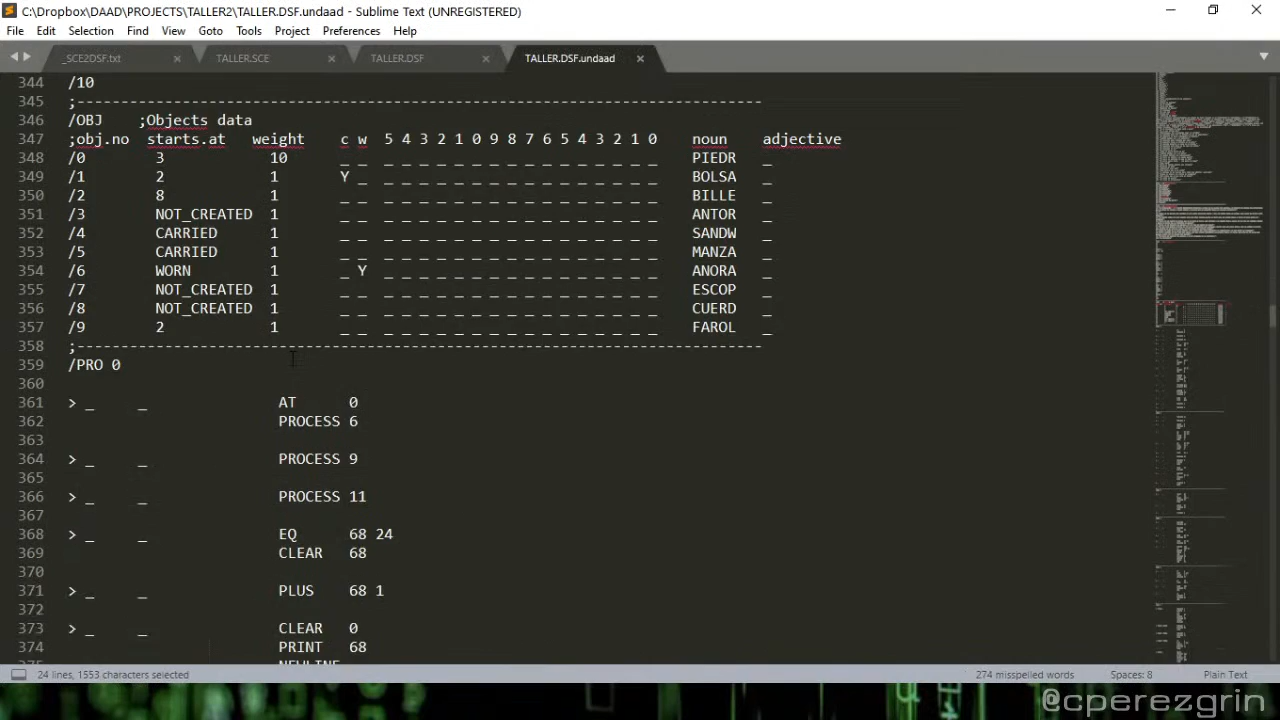 C:\Dropbox\DAAD\PROJECTS\TALLER2\TALLER.DSF.undaad - Sublime Text (UNREGISTERED)
File Edit Selection Find View Goto Tools Project Preferences Help
_SCE2DSF.txt × TALLER.SCE × TALLER.DSF × TALLER.DSF.undaad ×
344 /10
345 ;----------------------------------------------------------------------------
346 /OBJ ;Objects data
347 ;obj.no starts.at weight c w 5 4 3 2 1 0 9 8 7 6 5 4 3 2 1 0 noun adjective
348 /0 3 10 _ _ _ _ _ _ _ _ _ _ _ _ _ _ _ _ _ _ PIEDR _
349 /1 2 1 Y _ _ _ _ _ _ _ _ _ _ _ _ _ _ _ _ _ BOLSA _
350 /2 8 1 _ _ _ _ _ _ _ _ _ _ _ _ _ _ _ _ _ _ BILLE _
351 /3 NOT_CREATED 1 _ _ _ _ _ _ _ _ _ _ _ _ _ _ _ _ _ _ ANTOR _
352 /4 CARRIED 1 _ _ _ _ _ _ _ _ _ _ _ _ _ _ _ _ _ _ SANDW _
353 /5 CARRIED 1 _ _ _ _ _ _ _ _ _ _ _ _ _ _ _ _ _ _ MANZA _
354 /6 WORN 1 _ Y _ _ _ _ _ _ _ _ _ _ _ _ _ _ _ _ ANORA _
355 /7 NOT_CREATED 1 _ _ _ _ _ _ _ _ _ _ _ _ _ _ _ _ _ _ ESCOP _
356 /8 NOT_CREATED 1 _ _ _ _ _ _ _ _ _ _ _ _ _ _ _ _ _ _ CUERD _
357 /9 2 1 _ _ _ _ _ _ _ _ _ _ _ _ _ _ _ _ _ _ FAROL _
358 ;----------------------------------------------------------------------------
359 /PRO 0
360
361 > _ _ AT 0
362 PROCESS 6
363
364 > _ _ PROCESS 9
365
366 > _ _ PROCESS 11
367
368 > _ _ EQ 68 24
369 CLEAR 68
370
371 > _ _ PLUS 68 1
372
373 > _ _ CLEAR 0
374 PRINT 68
375 NEWLINE
24 lines, 1553 characters selected 274 misspelled words Spaces: 8 Plain Text
@cperezgrin